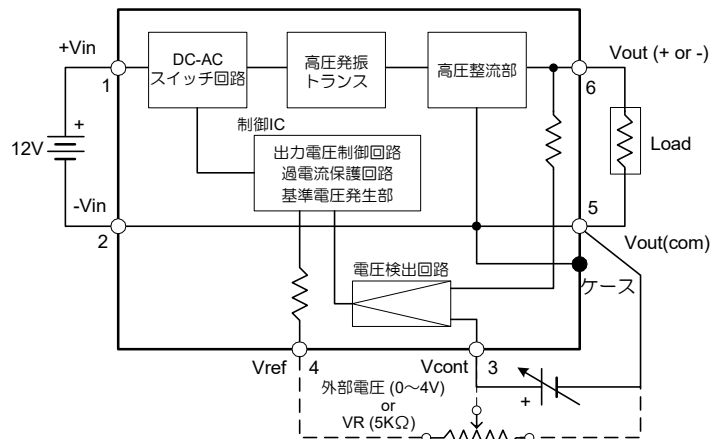 +Vin
1
DC-AC
スイッチ回路
高圧発振
トランス
高圧整流部
Vout (+ or -)
6
12V
+
制御IC
出力電圧制御回路
過電流保護回路
基準電圧発生部
Load
-Vin
2
5
Vout(com)
電圧検出回路
ケース
Vref
4
Vcont
3
外部電圧 (0～4V)
or
VR (5KΩ)
+